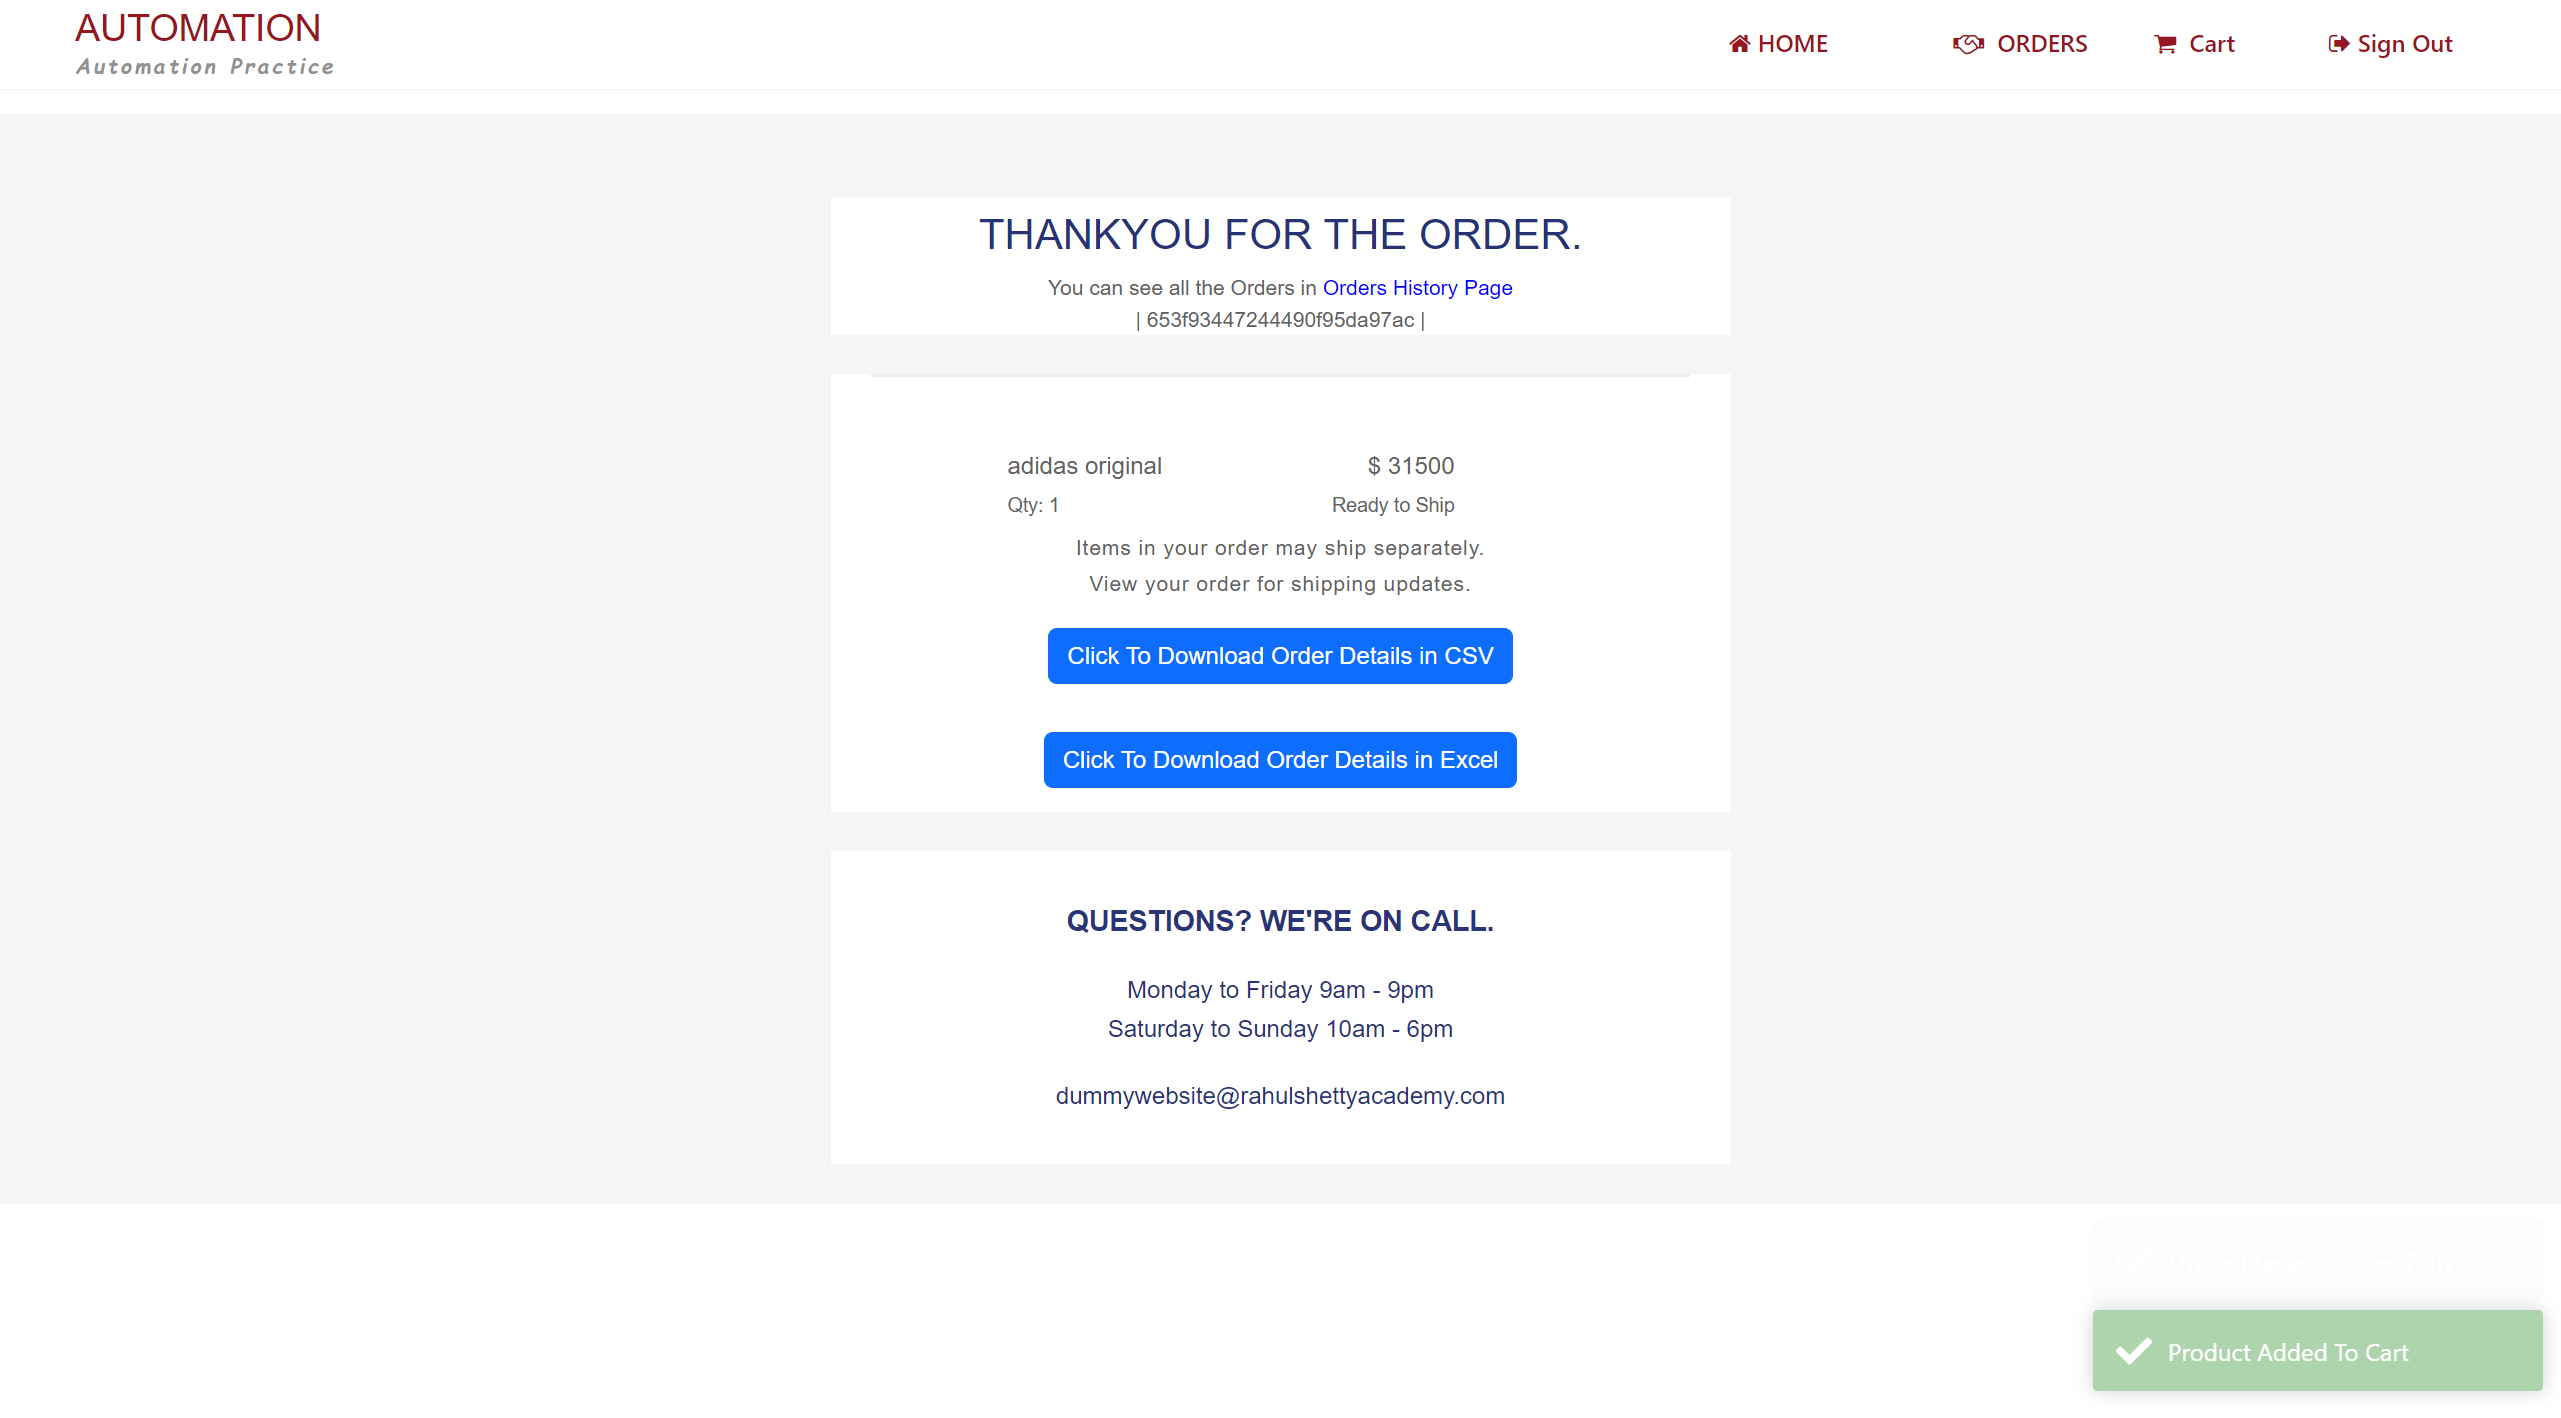 AUTOMATION
Automation Practice
HOME
ORDERS
Cart
Sign Out
THANKYOU FOR THE ORDER.
You can see all the Orders in Orders History Page
| 653f93447244490f95da97ac |
adidas original
$ 31500
Qty: 1
Ready to Ship
Items in your order may ship separately.
View your order for shipping updates.
Click To Download Order Details in CSV
Click To Download Order Details in Excel
QUESTIONS? WE'RE ON CALL.
Monday to Friday 9am - 9pm
Saturday to Sunday 10am - 6pm
dummywebsite@rahulshettyacademy.com
Order Placed Successfully
Product Added To Cart